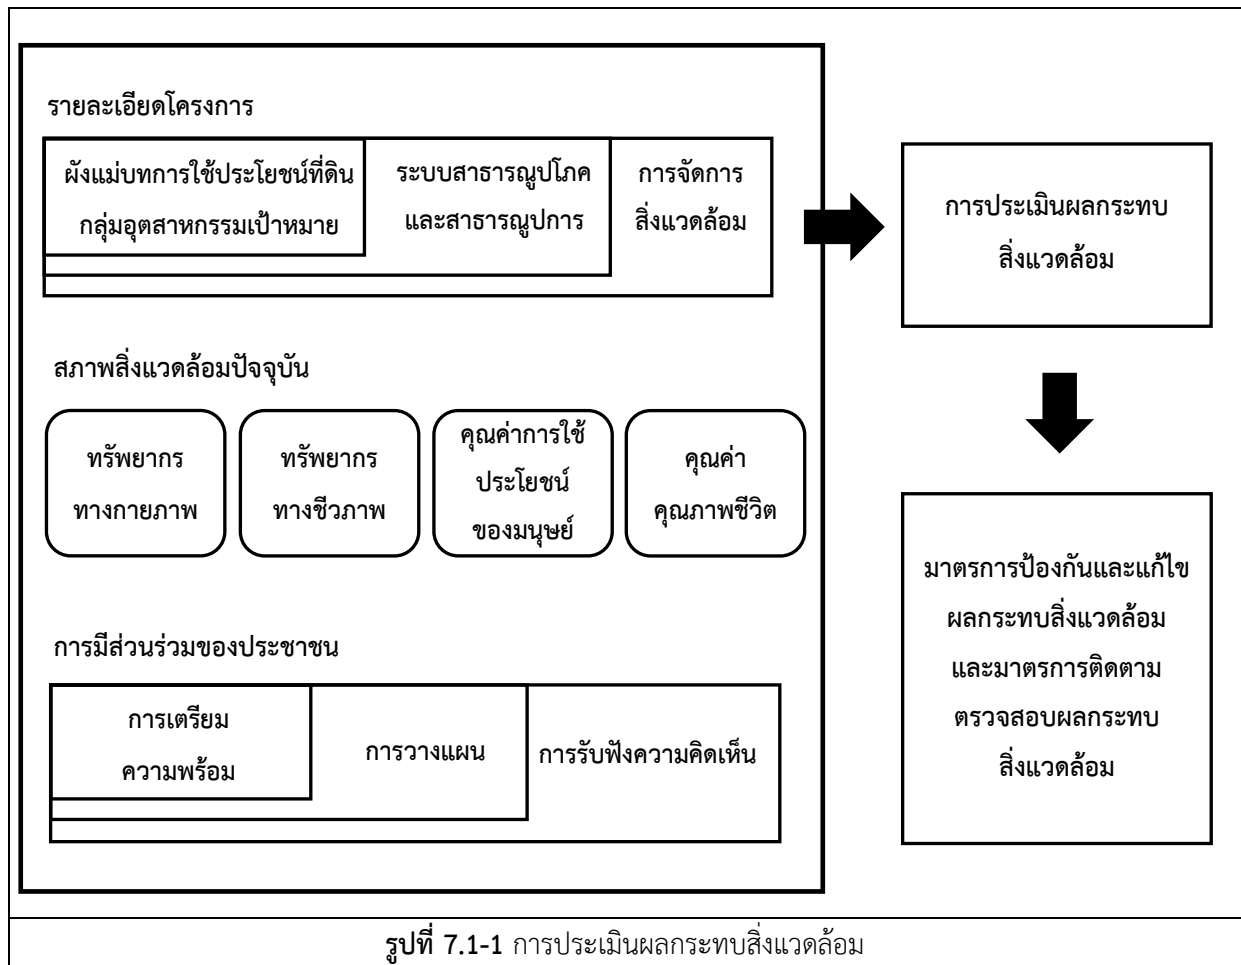 รายละเอียดโครงการ
ผังแม่บทการใช้ประโยชน์ที่ดิน
กลุ่มอุตสาหกรรมเป้าหมาย
ระบบสาธารณูปโภค
และสาธารณูปการ
การจัดการ
สิ่งแวดล้อม
การประเมินผลกระทบ
สิ่งแวดล้อม
สภาพสิ่งแวดล้อมปัจจุบัน
ทรัพยากร
ทางกายภาพ
ทรัพยากร
ทางชีวภาพ
คุณค่าการใช้
ประโยชน์
ของมนุษย์
คุณค่า
คุณภาพชีวิต
มาตรการป้องกันและแก้ไข
ผลกระทบสิ่งแวดล้อม
และมาตรการติดตาม
ตรวจสอบผลกระทบ
สิ่งแวดล้อม
การมีส่วนร่วมของประชาชน
การเตรียม
ความพร้อม
การวางแผน
การรับฟังความคิดเห็น
รูปที่ 7.1-1 การประเมินผลกระทบสิ่งแวดล้อม